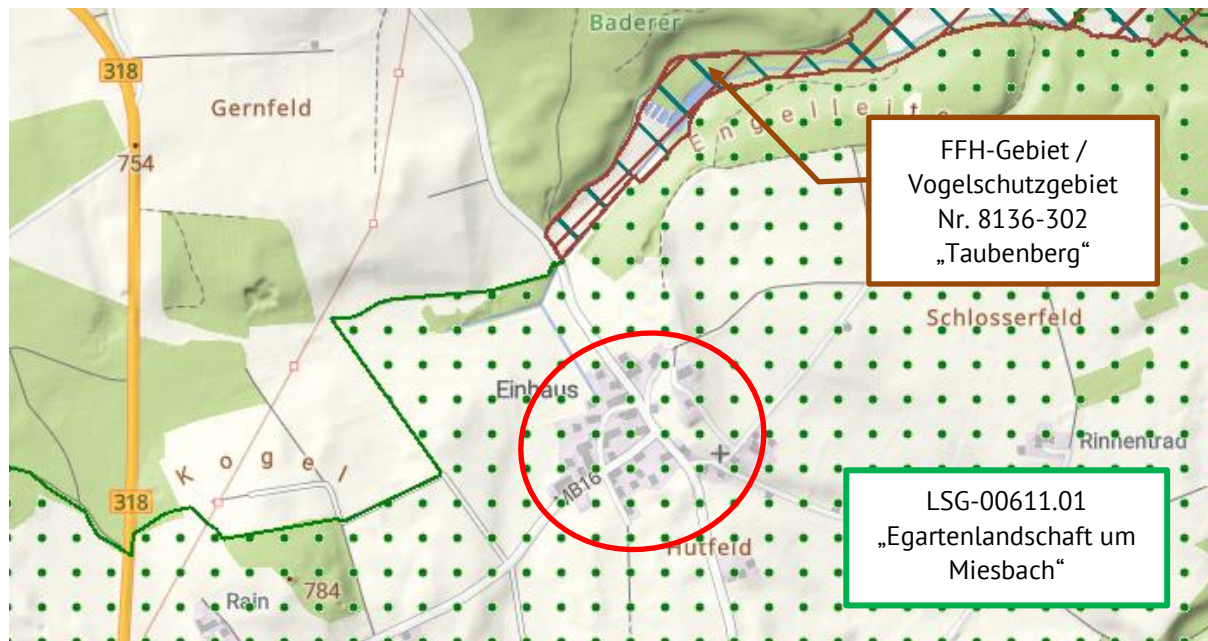 Baderer
318
Gernfeld
754
Engelleite
FFH-Gebiet /
Vogelschutzgebiet
Nr. 8136-302
„Taubenberg“
Schlosserfeld
Einhaus
Rinnentrad
Kogel
MB16
318
LSG-00611.01
„Egartenlandschaft um
Miesbach“
Hutfeld
784
Rain